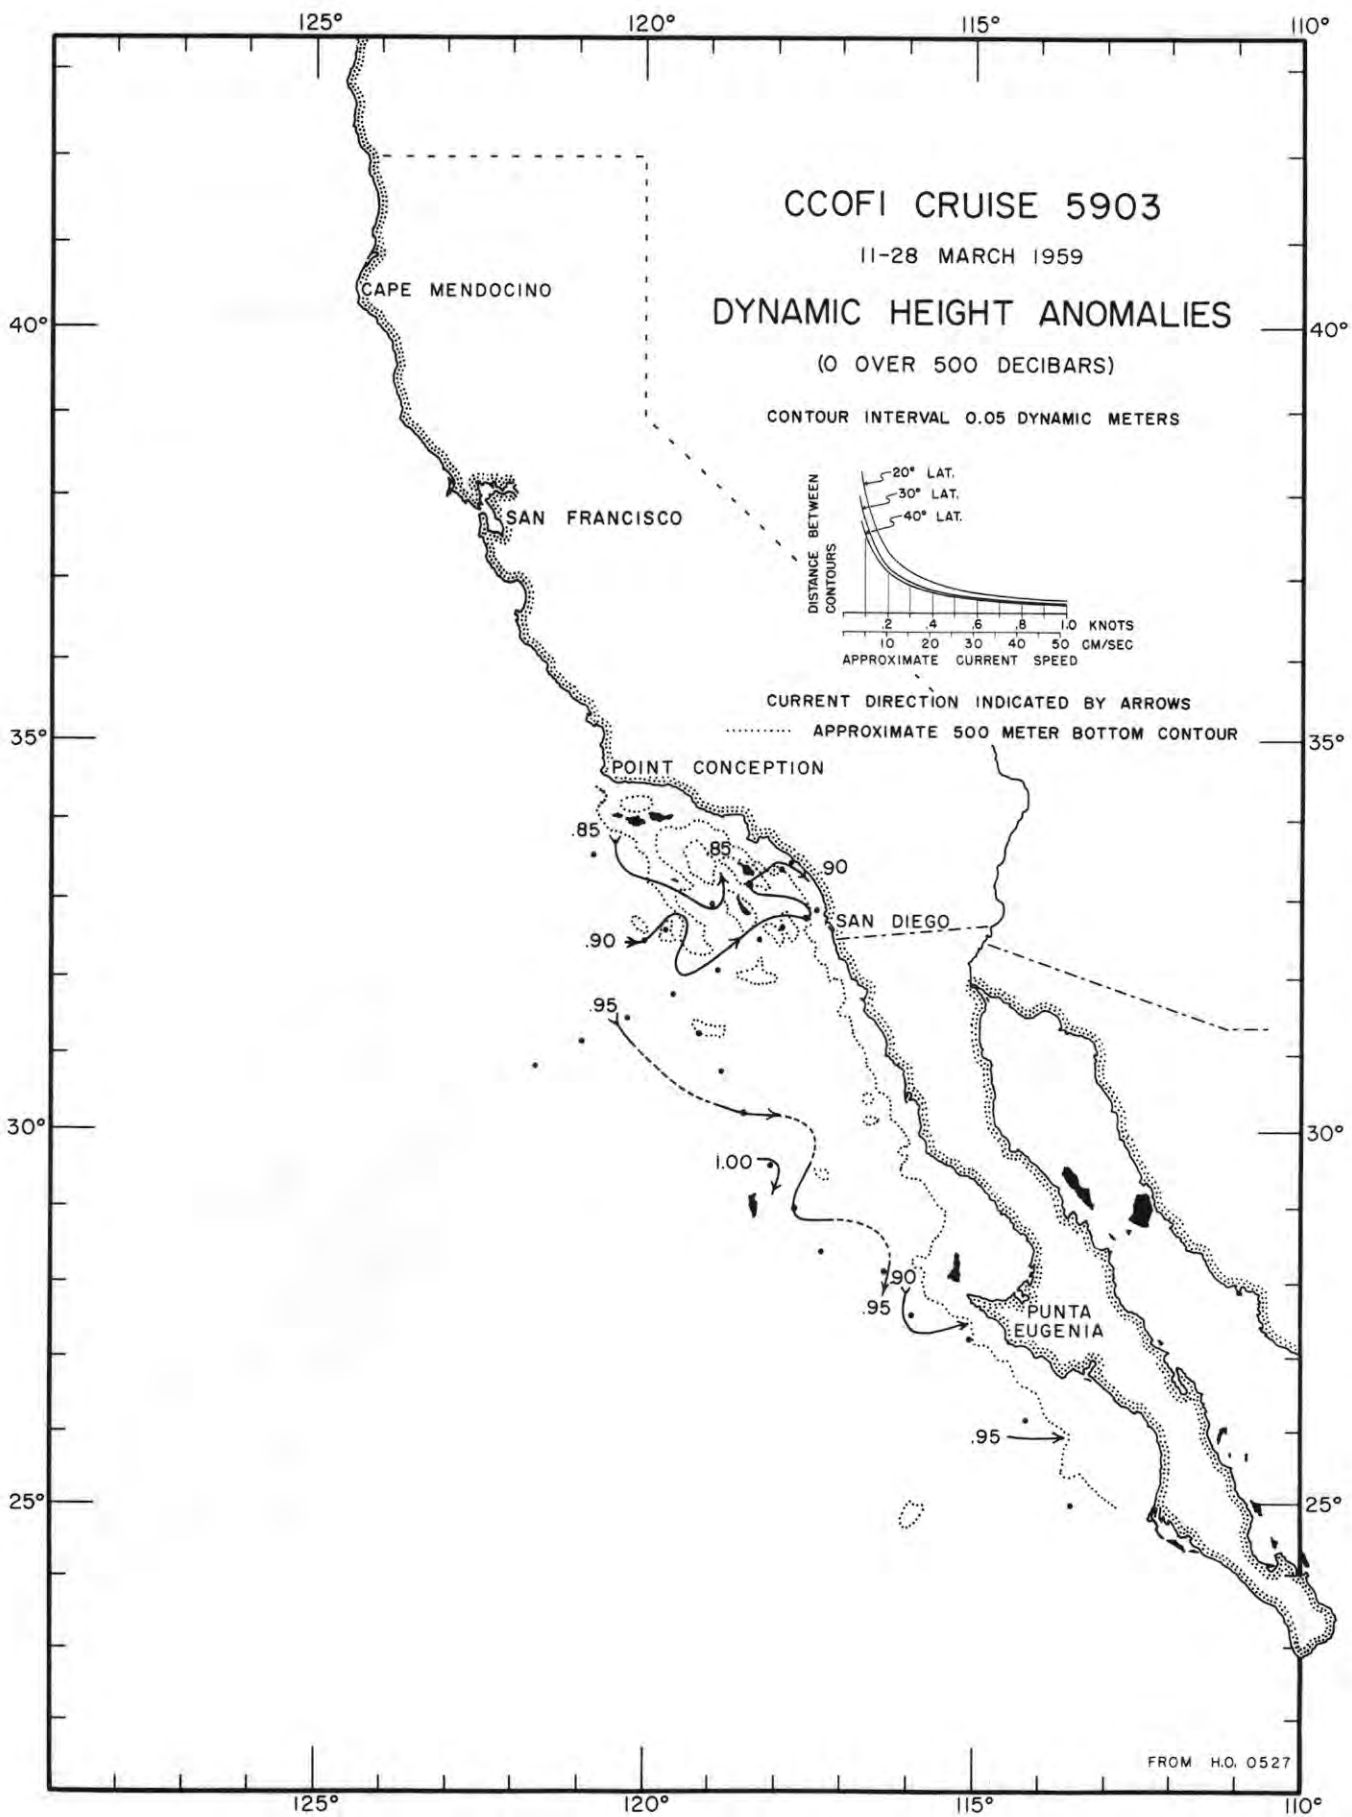 125° 120° 115° 110°
CCOFI CRUISE 5903
11-28 MARCH 1959
CAPE MENDOCINO
DYNAMIC HEIGHT ANOMALIES
40° 40°
(0 OVER 500 DECIBARS)
CONTOUR INTERVAL 0.05 DYNAMIC METERS
20° LAT.
30° LAT.
40° LAT.
DISTANCE BETWEEN
CONTOURS
SAN FRANCISCO
.2 .4 .6 .8 1.0 KNOTS
10 20 30 40 50 CM/SEC
APPROXIMATE CURRENT SPEED
CURRENT DIRECTION INDICATED BY ARROWS
APPROXIMATE 500 METER BOTTOM CONTOUR
35° 35°
POINT CONCEPTION
.85
.85
.90
SAN DIEGO
.90
.95
30° 30°
1.00
.90
.95
PUNTA
EUGENIA
.95
25° 25°
FROM H.O. 0527
125° 120° 115° 110°